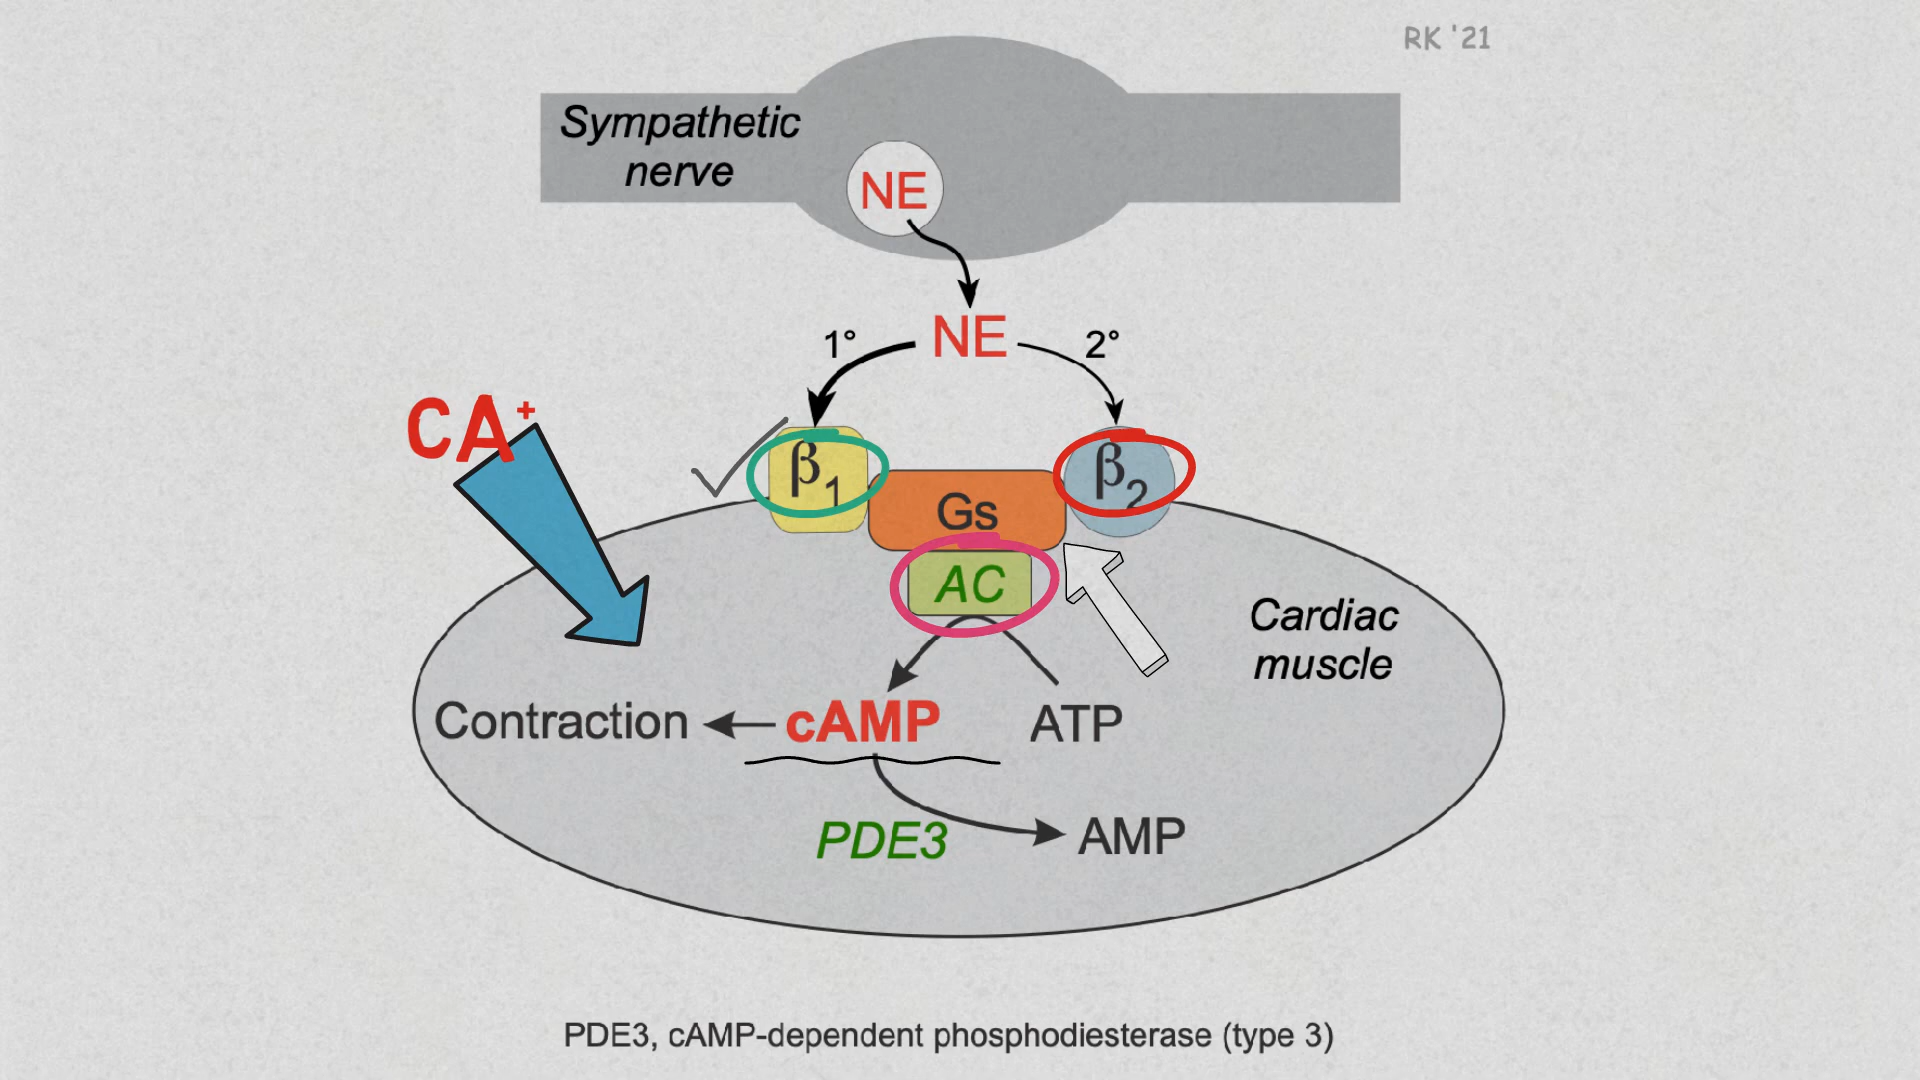 RK '21
Sympathetic
nerve
NE
NE
1°
2°
CA+
β1
β2
Gs
AC
Cardiac
muscle
Contraction
cAMP
ATP
PDE3
AMP
PDE3, cAMP-dependent phosphodiesterase (type 3)